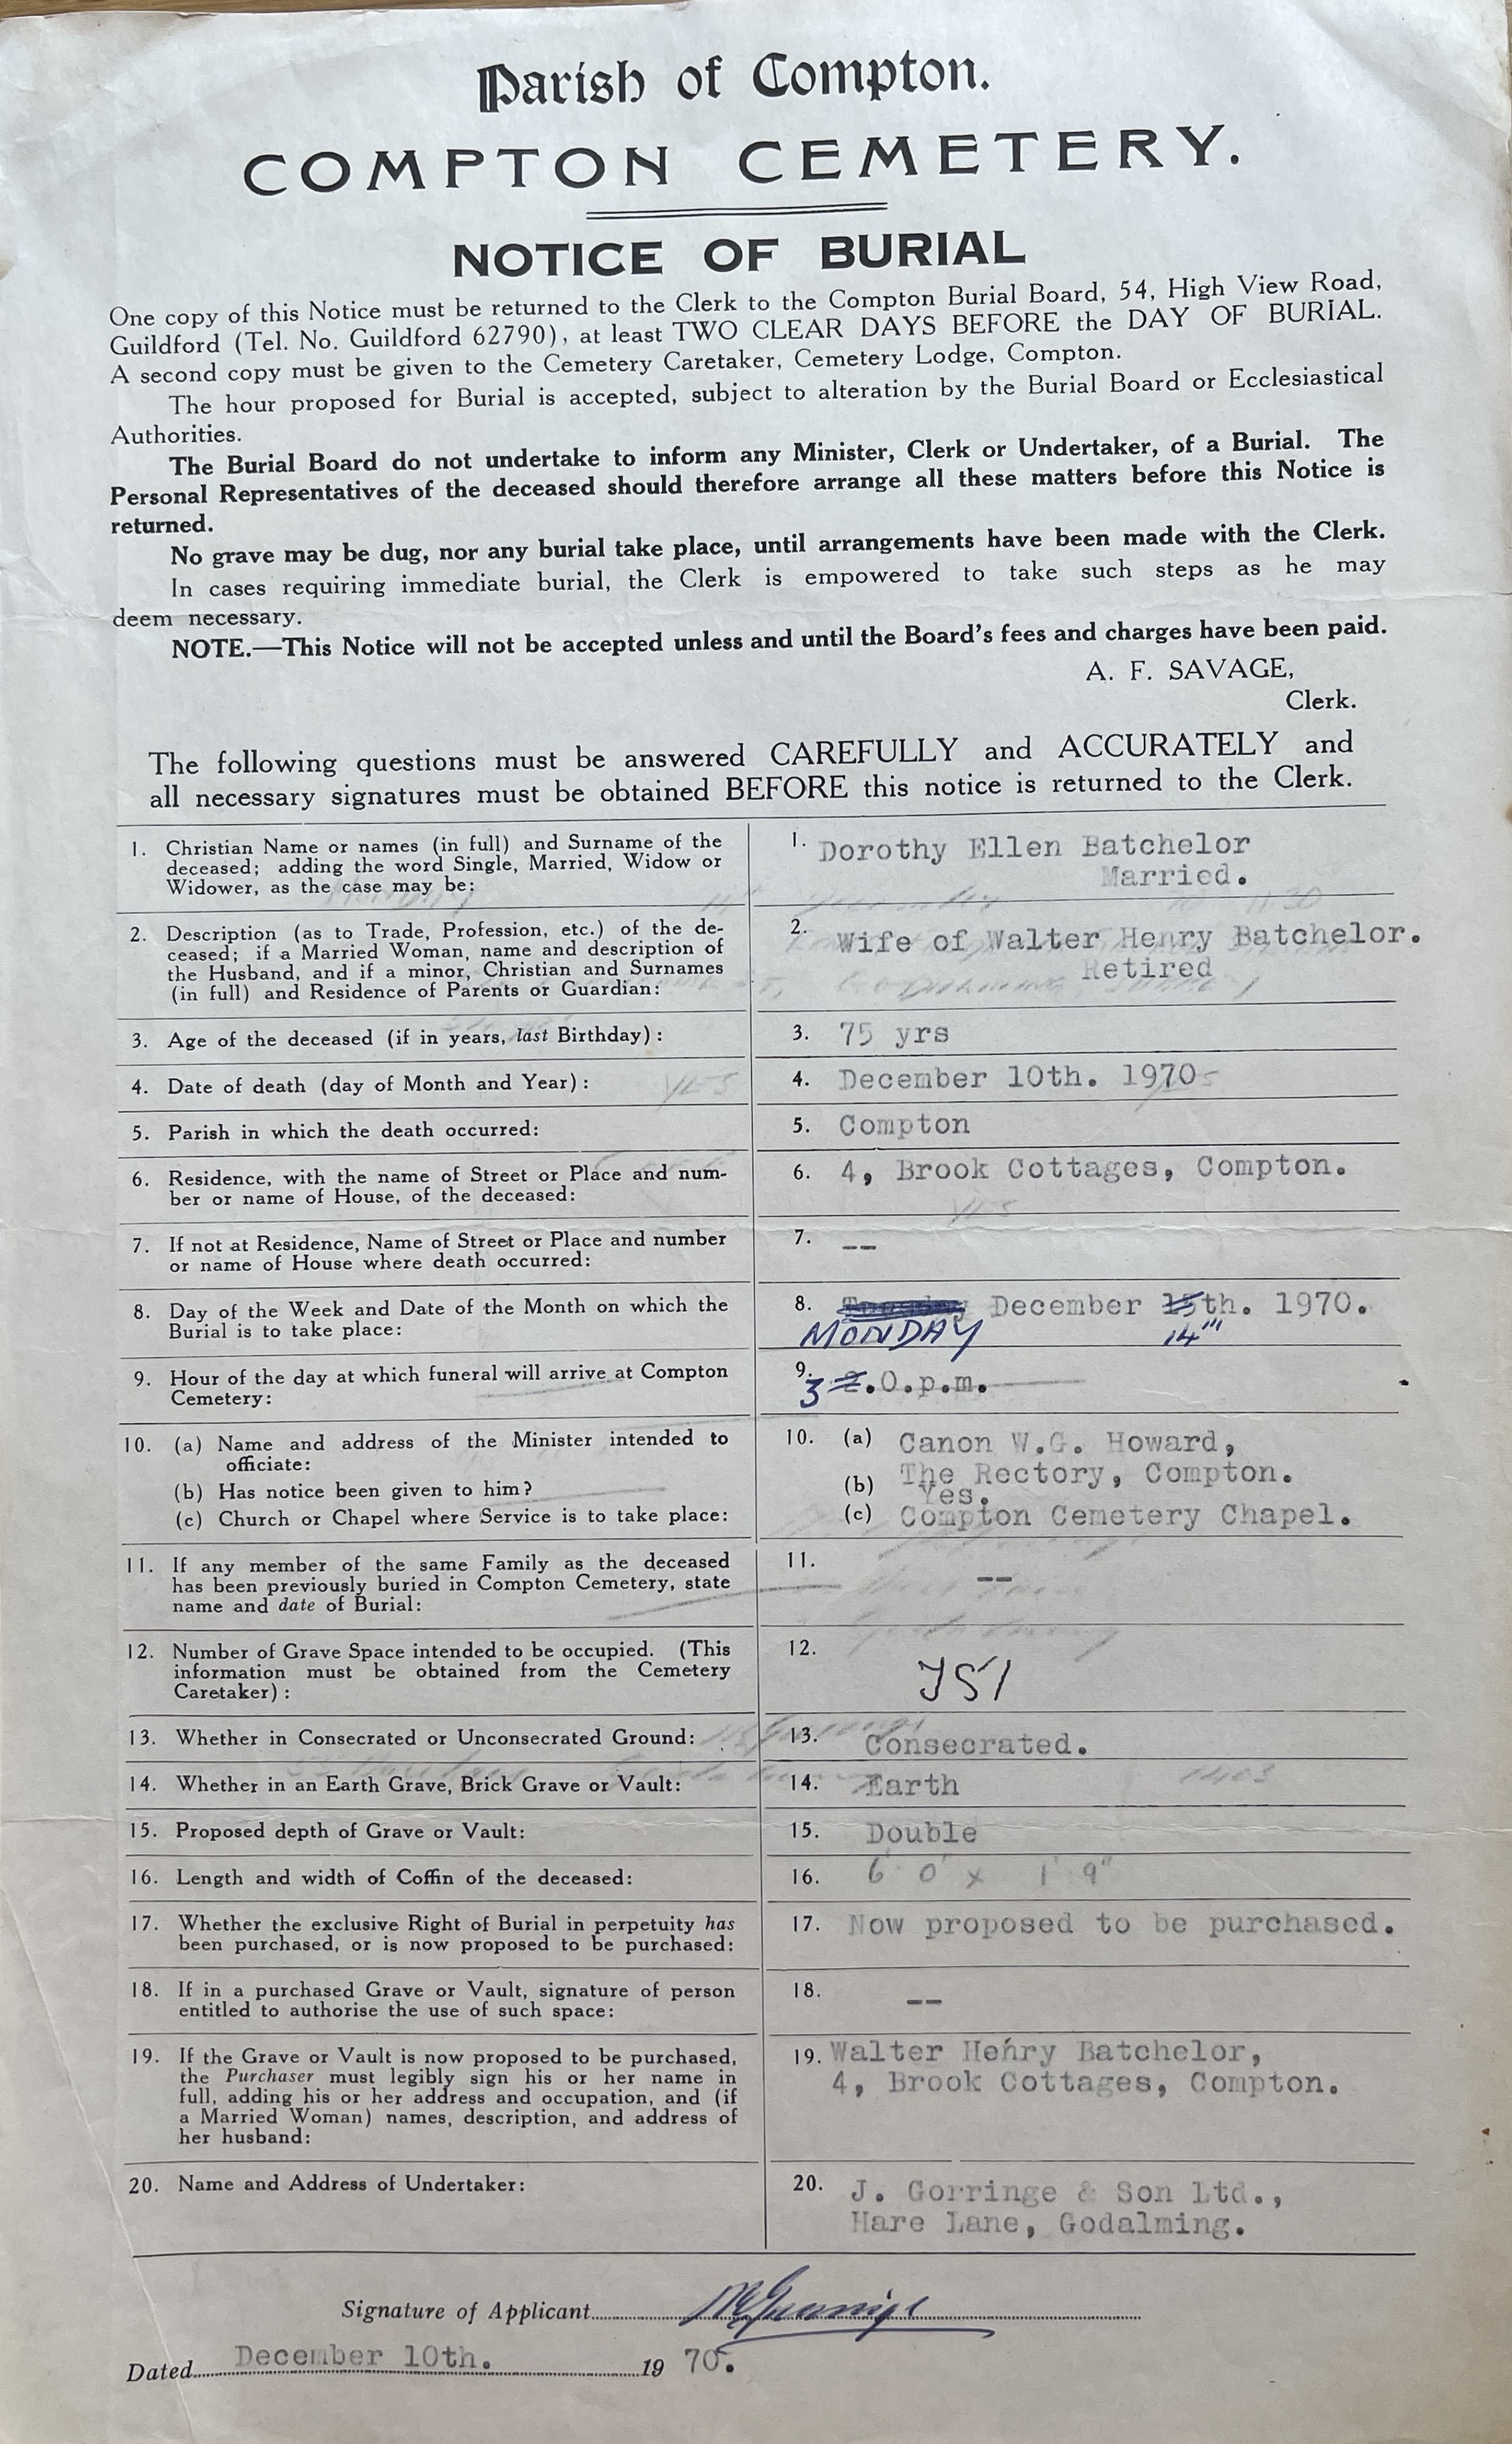 Parish of Compton.
COMPTON CEMETERY.
NOTICE OF BURIAL
One copy of this Notice must be returned to the Clerk to the Compton Burial Board, 54, High View Road,
Guildford (Tel. No. Guildford 62790), at least TWO CLEAR DAYS BEFORE the DAY OF BURIAL.
A second copy must be given to the Cemetery Caretaker, Cemetery Lodge, Compton.
The hour proposed for Burial is accepted, subject to alteration by the Burial Board or Ecclesiastical
Authorities.
The Burial Board do not undertake to inform any Minister, Clerk or Undertaker, of a Burial. The
Personal Representatives of the deceased should therefore arrange all these matters before this Notice is
returned.
No grave may be dug, nor any burial take place, until arrangements have been made with the Clerk.
In cases requiring immediate burial, the Clerk is empowered to take such steps as he may
deem necessary.
NOTE.—This Notice will not be accepted unless and until the Board's fees and charges have been paid.
A. F. SAVAGE,
Clerk.
The following questions must be answered CAREFULLY and ACCURATELY and
all necessary signatures must be obtained BEFORE this notice is returned to the Clerk.
1. Christian Name or names (in full) and Surname of the
deceased; adding the word Single, Married, Widow or
Widower, as the case may be:
1. Dorothy Ellen Batchelor
Married.
2. Description (as to Trade, Profession, etc.) of the de-
ceased; if a Married Woman, name and description of
the Husband, and if a minor, Christian and Surnames
(in full) and Residence of Parents or Guardian:
2. Wife of Walter Henry Batchelor.
Retired
3. Age of the deceased (if in years, last Birthday):
3. 75 yrs
4. Date of death (day of Month and Year):
4. December 10th. 1970
5. Parish in which the death occurred:
5. Compton
6. Residence, with the name of Street or Place and num-
ber or name of House, of the deceased:
6. 4, Brook Cottages, Compton.
7. If not at Residence, Name of Street or Place and number
or name of House where death occurred:
7. --
8. Day of the Week and Date of the Month on which the
Burial is to take place:
8. Tuesday December 15th. 1970.
MONDAY 14"'
9. Hour of the day at which funeral will arrive at Compton
Cemetery:
9. 3 2.0.p.m.
10. (a) Name and address of the Minister intended to
officiate:
(b) Has notice been given to him?
(c) Church or Chapel where Service is to take place:
10. (a) Canon W.G. Howard,
The Rectory, Compton.
(b) Yes.
(c) Compton Cemetery Chapel.
11. If any member of the same Family as the deceased
has been previously buried in Compton Cemetery, state
name and date of Burial:
11. --
12. Number of Grave Space intended to be occupied. (This
information must be obtained from the Cemetery
Caretaker):
12. J51
13. Whether in Consecrated or Unconsecrated Ground:
13. Consecrated.
14. Whether in an Earth Grave, Brick Grave or Vault:
14. Earth
15. Proposed depth of Grave or Vault:
15. Double
16. Length and width of Coffin of the deceased:
16. 6' 0" x 1' 9"
17. Whether the exclusive Right of Burial in perpetuity has
been purchased, or is now proposed to be purchased:
17. Now proposed to be purchased.
18. If in a purchased Grave or Vault, signature of person
entitled to authorise the use of such space:
18. --
19. If the Grave or Vault is now proposed to be purchased,
the Purchaser must legibly sign his or her name in
full, adding his or her address and occupation, and (if
a Married Woman) names, description, and address of
her husband:
19. Walter Henry Batchelor,
4, Brook Cottages, Compton.
20. Name and Address of Undertaker:
20. J. Gorringe & Son Ltd.,
Hare Lane, Godalming.
Signature of Applicant
Dated December 10th. 1970.